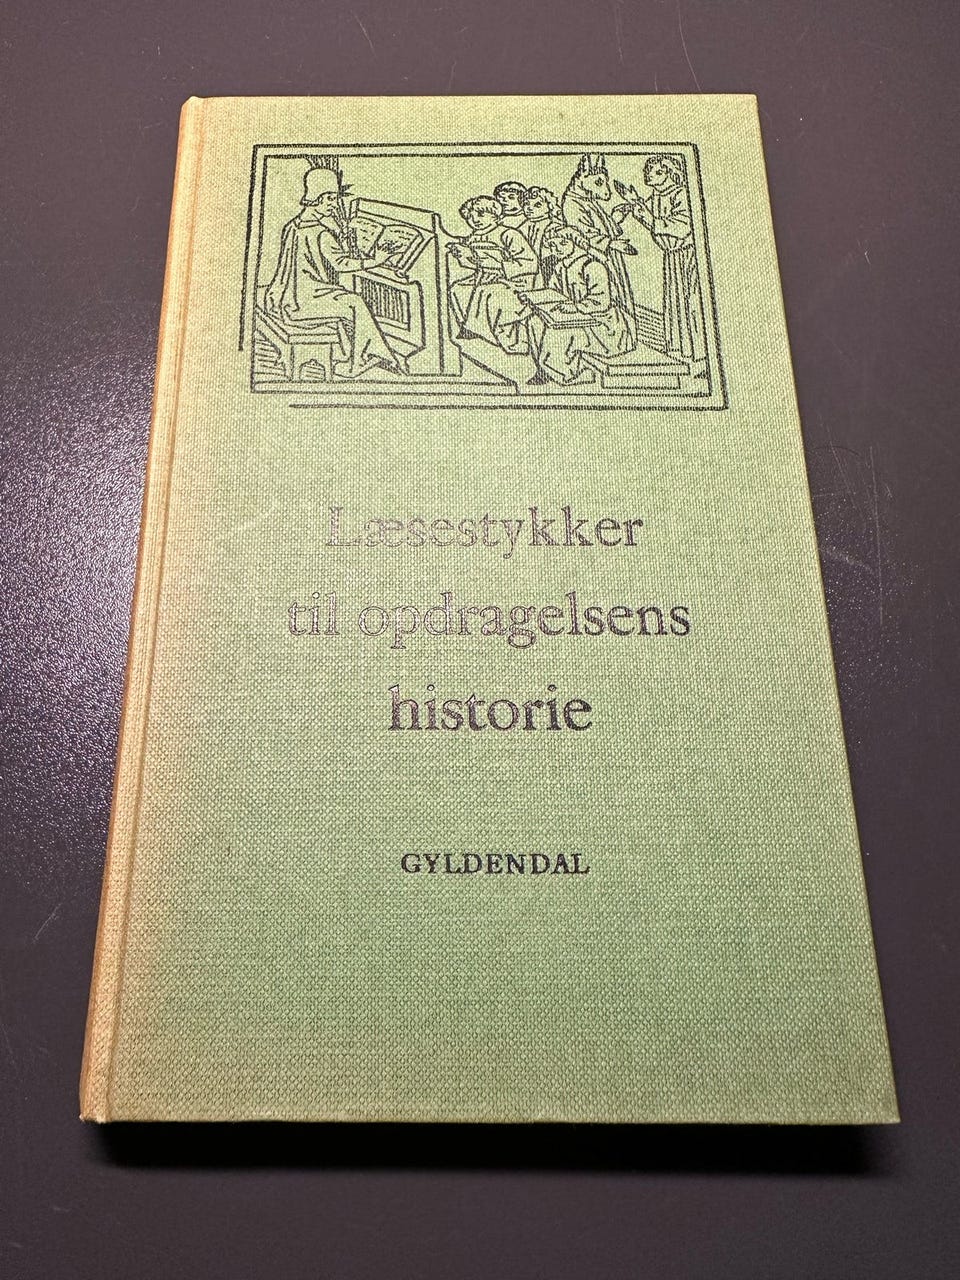 Læsestykker
til opdragelsens
historie
GYLDENDAL